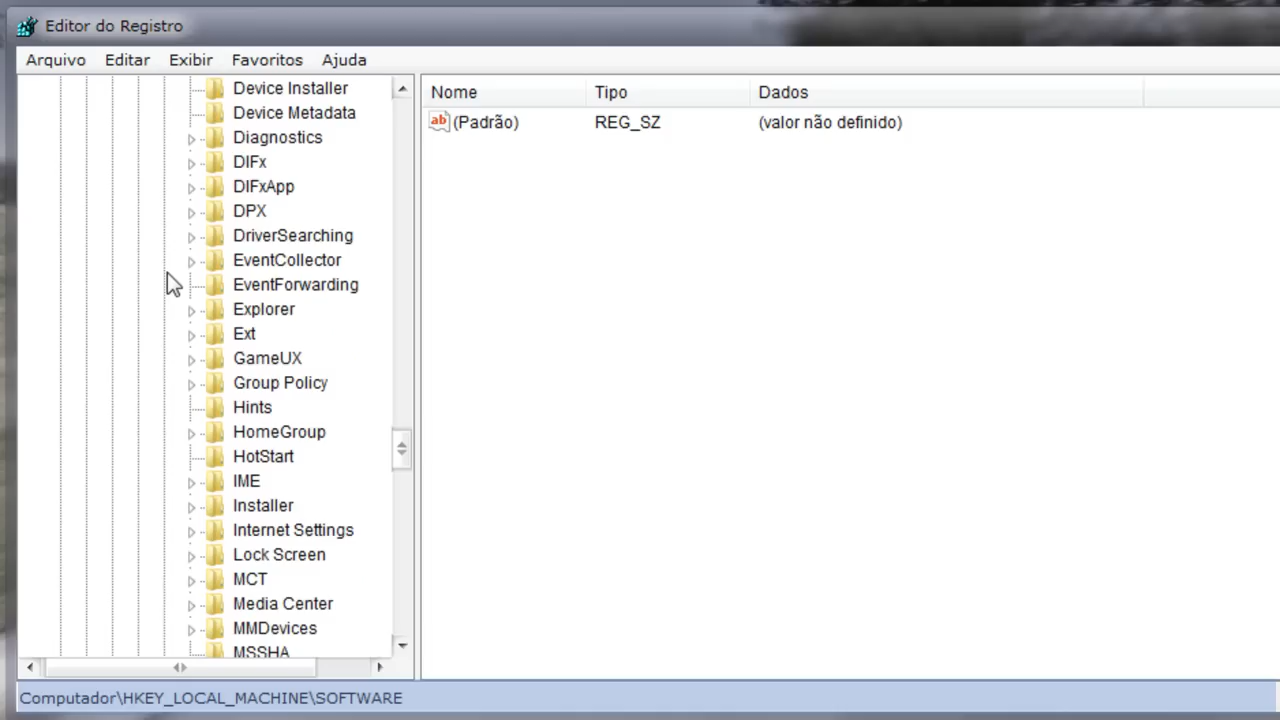 Editor do Registro
Arquivo Editar Exibir Favoritos Ajuda
Device Installer
Device Metadata
Diagnostics
DIFx
DIFxApp
DPX
DriverSearching
EventCollector
EventForwarding
Explorer
Ext
GameUX
Group Policy
Hints
HomeGroup
HotStart
IME
Installer
Internet Settings
Lock Screen
MCT
Media Center
MMDevices
MSSHA
Nome Tipo Dados
ab (Padrão) REG_SZ (valor não definido)
Computador\HKEY_LOCAL_MACHINE\SOFTWARE